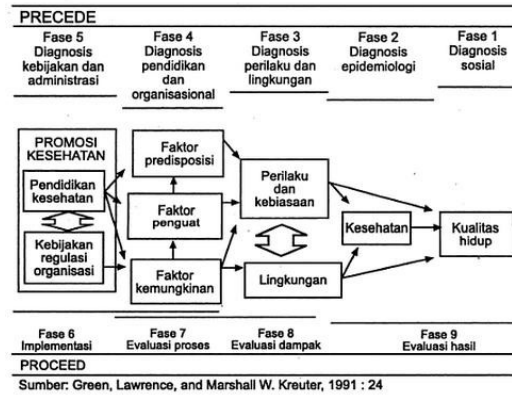 PRECEDE
Fase 5
Diagnosis
kebijakan dan
administrasi
Fase 4
Diagnosis
pendidikan
dan
organisasional
Fase 3
Diagnosis
perilaku dan
lingkungan
Fase 2
Diagnosis
epidemiologi
Fase 1
Diagnosis
sosial
PROMOSI
KESEHATAN
Pendidikan
kesehatan
Kebijakan
regulasi
organisasi
Faktor
predisposisi
Faktor
penguat
Faktor
kemungkinan
Perilaku
dan
kebiasaan
Lingkungan
Kesehatan
Kualitas
hidup
Fase 6
Implementasi
Fase 7
Evaluasi proses
Fase 8
Evaluasi dampak
Fase 9
Evaluasi hasil
PROCEED
Sumber: Green, Lawrence, and Marshall W. Kreuter, 1991 : 24